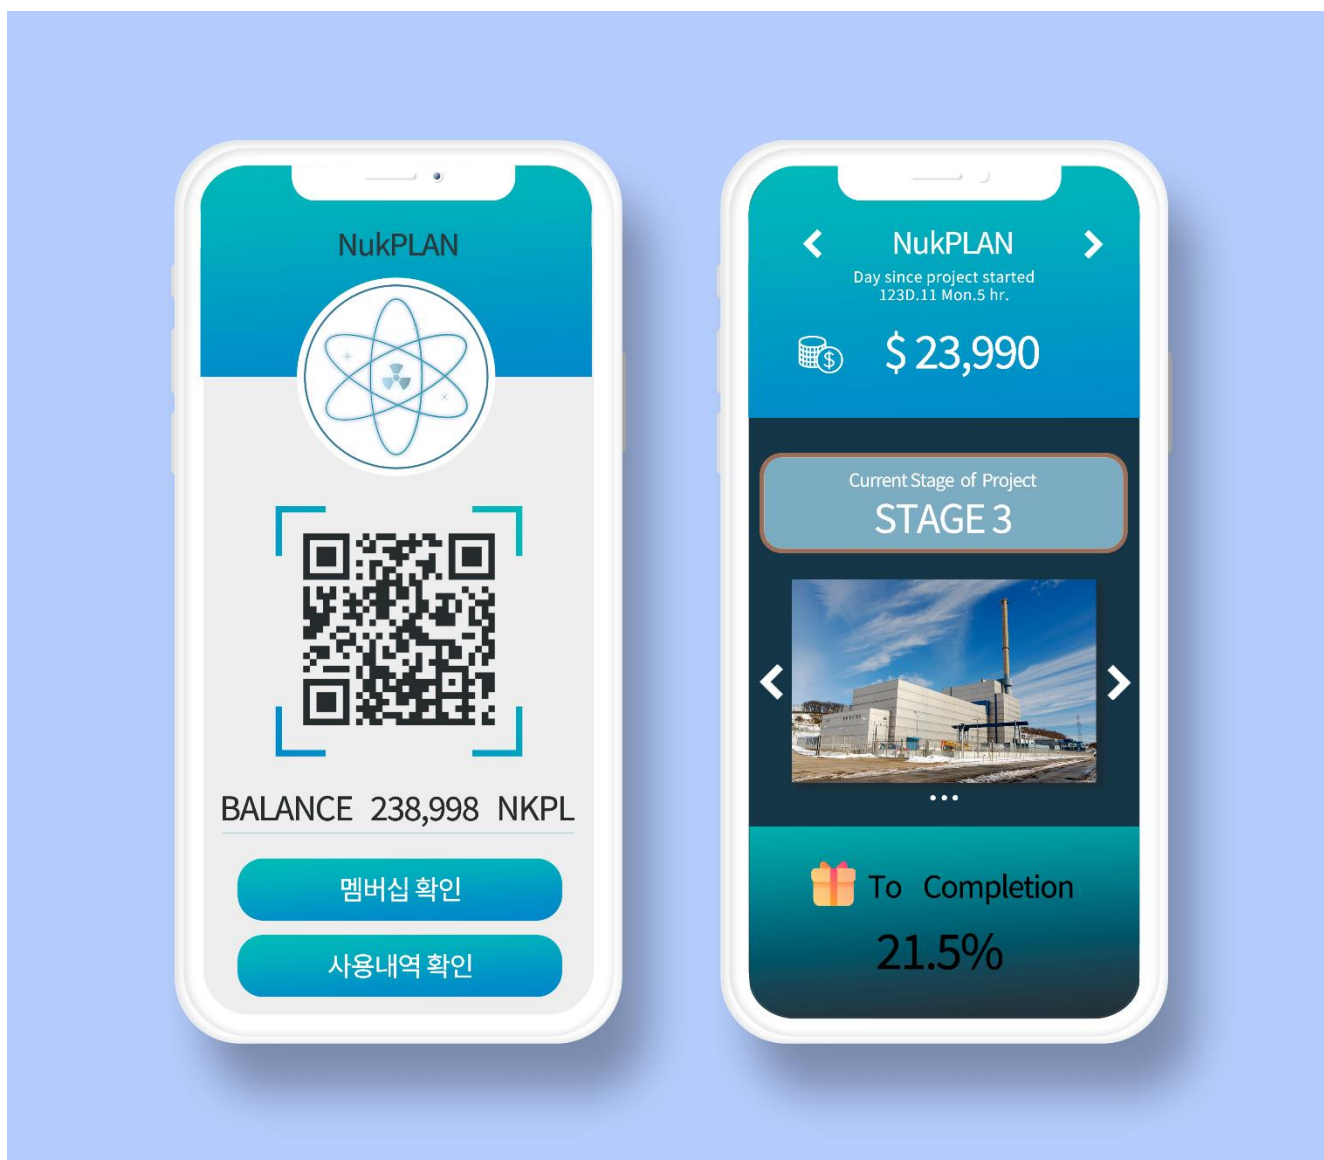 NukPLAN
BALANCE 238,998 NKPL
멤버십 확인
사용내역 확인
NukPLAN
Day since project started
123D.11 Mon.5 hr.
$ 23,990
Current Stage of Project
STAGE 3
To Completion
21.5%